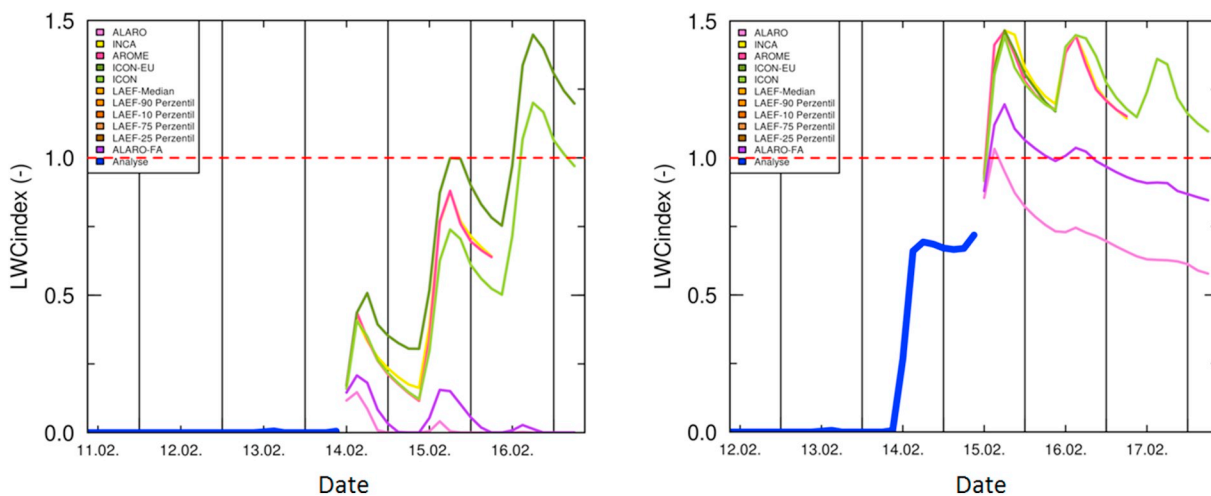 LWCindex (-)
1.5
1.0
0.5
0.0
ALARO
INCA
AROME
ICON-EU
ICON
LAEF-Median
LAEF-90 Perzentil
LAEF-10 Perzentil
LAEF-75 Perzentil
LAEF-25 Perzentil
ALARO-FA
Analyse
11.02. 12.02. 13.02. 14.02. 15.02. 16.02.
Date
LWCindex (-)
1.5
1.0
0.5
0.0
ALARO
INCA
AROME
ICON-EU
ICON
LAEF-Median
LAEF-90 Perzentil
LAEF-10 Perzentil
LAEF-75 Perzentil
LAEF-25 Perzentil
ALARO-FA
Analyse
12.02. 13.02. 14.02. 15.02. 16.02. 17.02.
Date